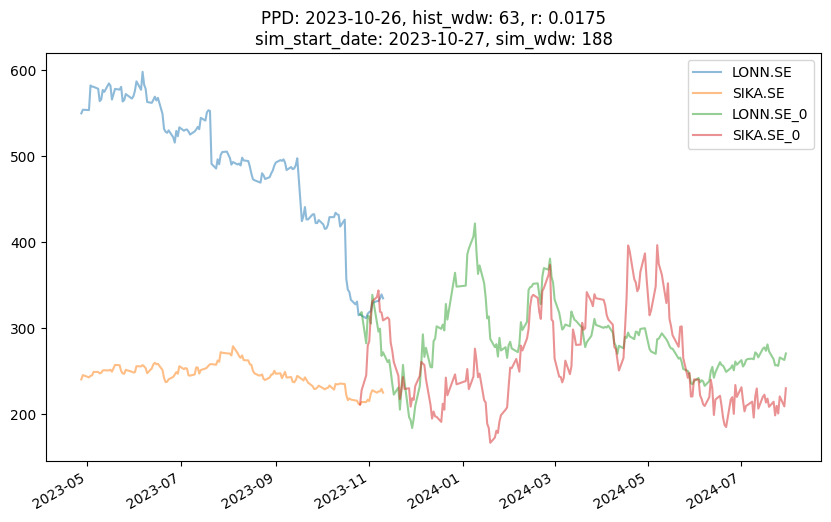 PPD: 2023-10-26, hist_wdw: 63, r: 0.0175
sim_start_date: 2023-10-27, sim_wdw: 188
LONN.SE
SIKA.SE
LONN.SE_0
SIKA.SE_0
600
500
400
300
200
2023-05
2023-07
2023-09
2023-11
2024-01
2024-03
2024-05
2024-07